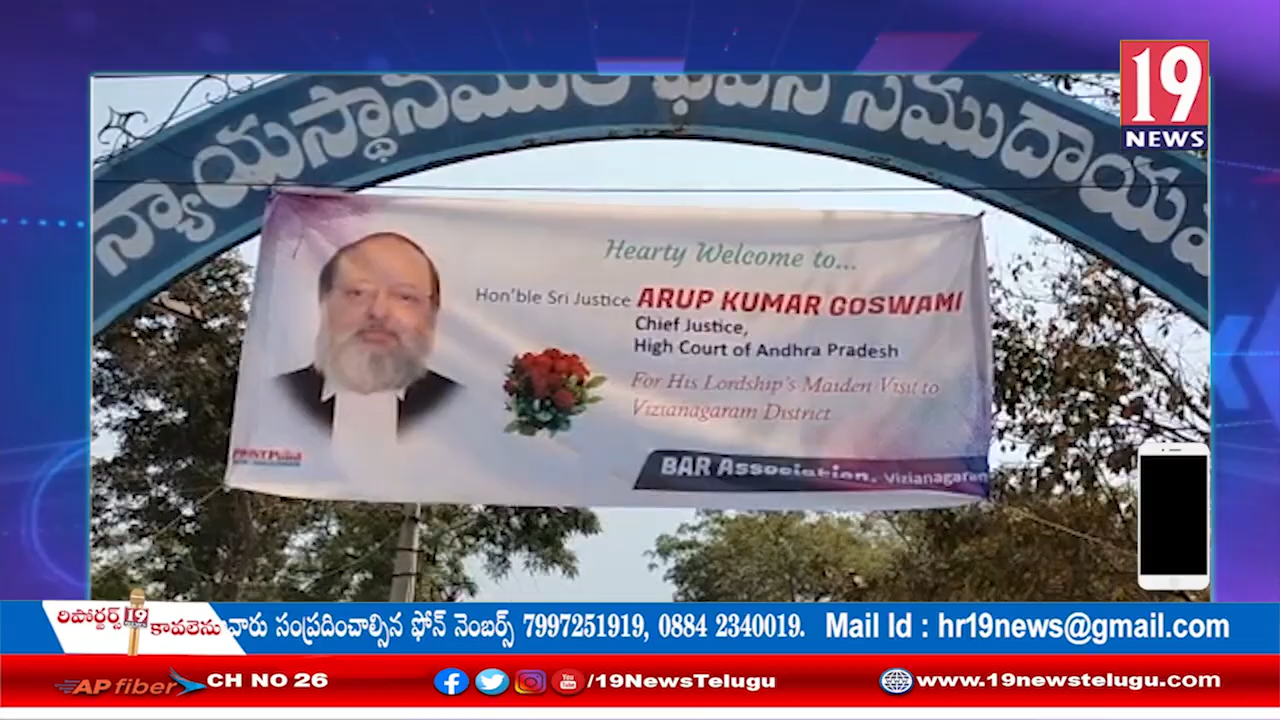 19
NEWS
న్యాయస్థానముల భవన సముదాయము
Hearty Welcome to...
Hon'ble Sri Justice ARUP KUMAR GOSWAMI
Chief Justice,
High Court of Andhra Pradesh
For His Lordship's Maiden Visit to
Vizianagaram District
BAR Association, Vizianagaram
రిపోర్టర్స్ 19 కావలెను వారు సంప్రదించాల్సిన ఫోన్ నెంబర్స్ 7997251919, 0884 2340019. Mail Id : hr19news@gmail.com
AP fiber CH NO 26 /19NewsTelugu www.19newstelugu.com